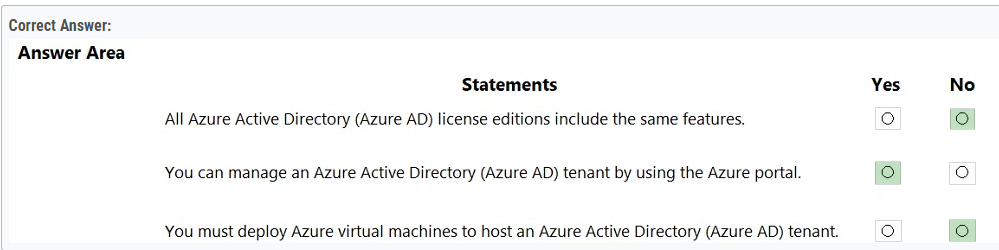 Correct Answer:
Answer Area
Statements Yes No
All Azure Active Directory (Azure AD) license editions include the same features.
You can manage an Azure Active Directory (Azure AD) tenant by using the Azure portal.
You must deploy Azure virtual machines to host an Azure Active Directory (Azure AD) tenant.